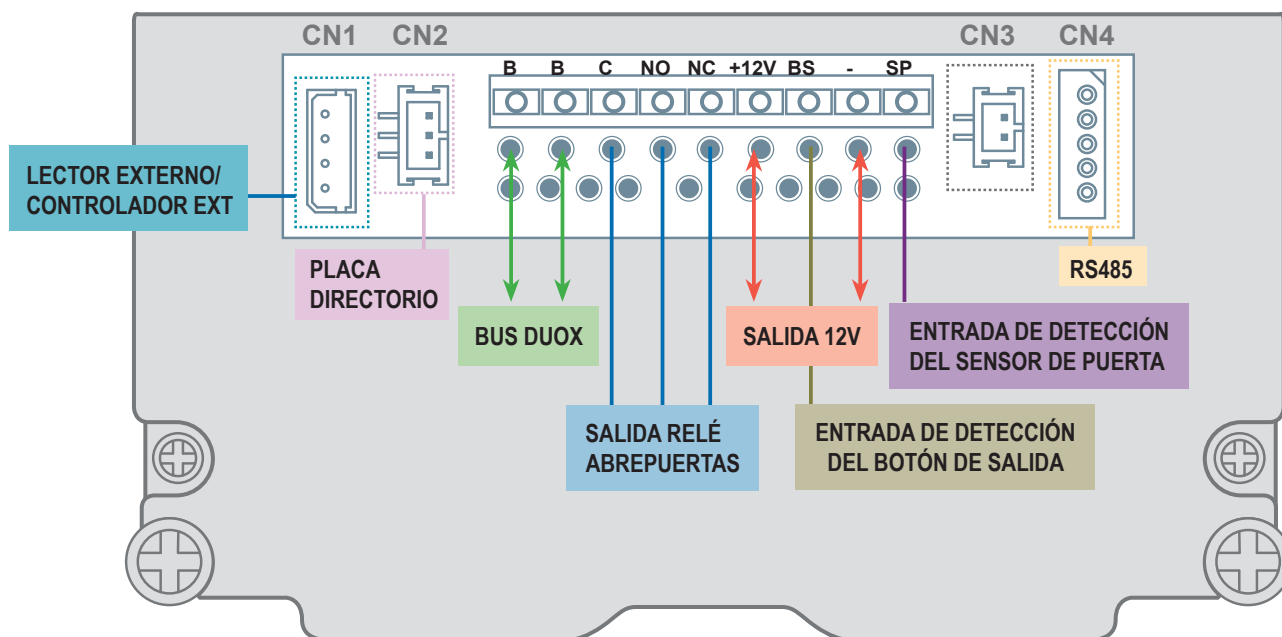 CN1 CN2 CN3 CN4
B B C NO NC +12V BS - SP
LECTOR EXTERNO/
CONTROLADOR EXT
PLACA
DIRECTORIO
RS485
BUS DUOX
SALIDA 12V
ENTRADA DE DETECCIÓN
DEL SENSOR DE PUERTA
SALIDA RELÉ
ABREPUERTAS
ENTRADA DE DETECCIÓN
DEL BOTÓN DE SALIDA